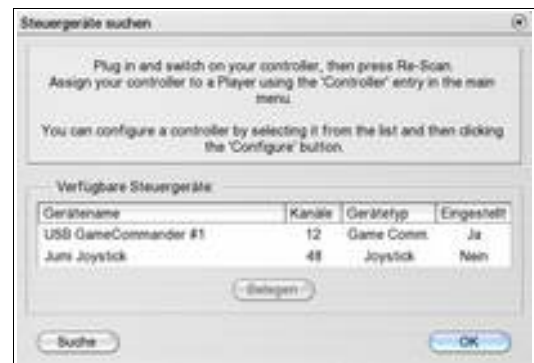 Steuergeräte suchen
Plug in and switch on your controller, then press Re-Scan.
Assign your controller to a Player using the 'Controller' entry in the main
menu.
You can configure a controller by selecting it from the list and then clicking
the 'Configure' button.
Verfügbare Steuergeräte
Gerätename Kanäle Gerätetyp Eingestellt
USB GameCommander #1 12 Game Comm. Ja
Jumi Joystick 48 Joystick Nein
Belegen
Suche OK